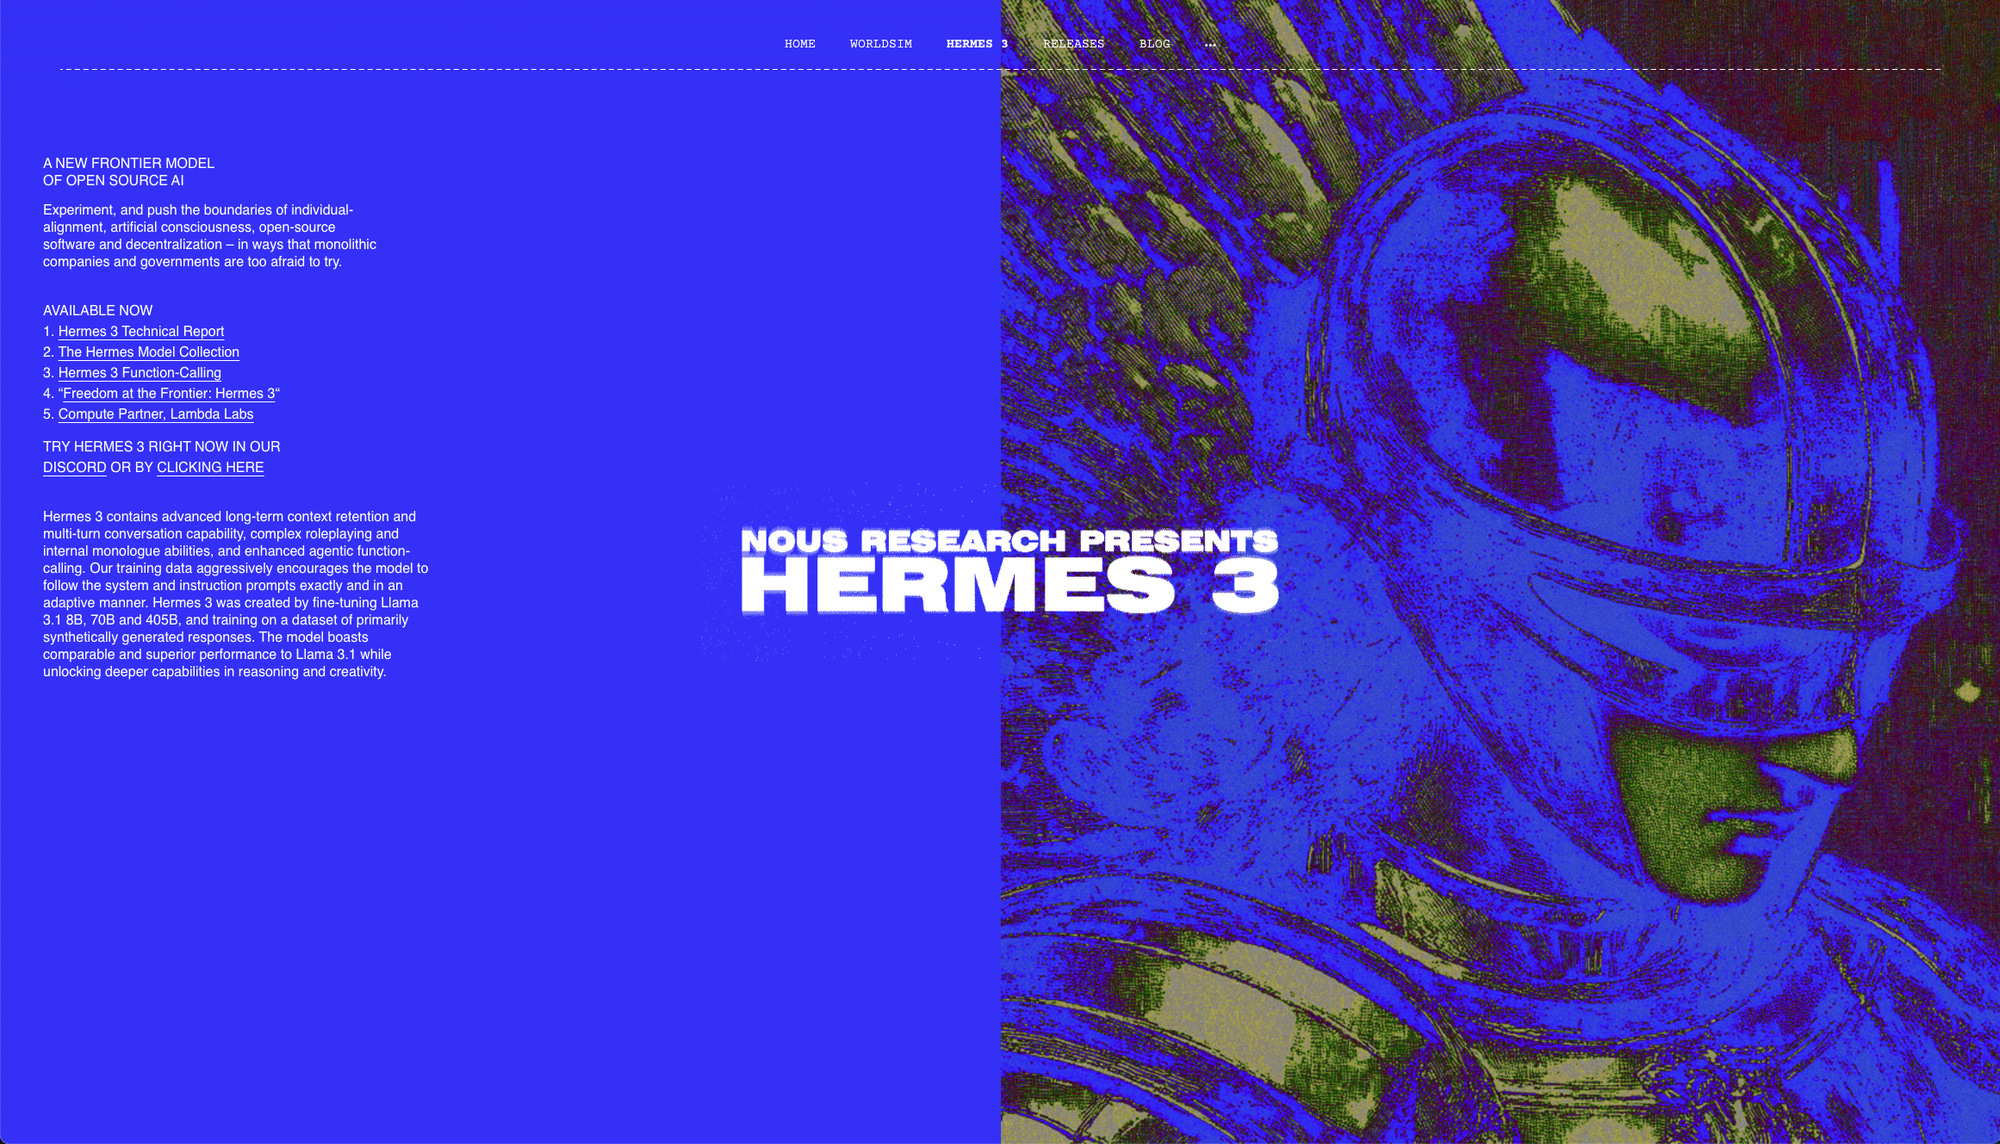 HOME WORLDSIM HERMES 3 RELEASES BLOG •••
A NEW FRONTIER MODEL
OF OPEN SOURCE AI
Experiment, and push the boundaries of individual-
alignment, artificial consciousness, open-source
software and decentralization – in ways that monolithic
companies and governments are too afraid to try.
AVAILABLE NOW
1. Hermes 3 Technical Report
2. The Hermes Model Collection
3. Hermes 3 Function-Calling
4. “Freedom at the Frontier: Hermes 3“
5. Compute Partner, Lambda Labs
TRY HERMES 3 RIGHT NOW IN OUR
DISCORD OR BY CLICKING HERE
Hermes 3 contains advanced long-term context retention and
multi-turn conversation capability, complex roleplaying and
internal monologue abilities, and enhanced agentic function-
calling. Our training data aggressively encourages the model to
follow the system and instruction prompts exactly and in an
adaptive manner. Hermes 3 was created by fine-tuning Llama
3.1 8B, 70B and 405B, and training on a dataset of primarily
synthetically generated responses. The model boasts
comparable and superior performance to Llama 3.1 while
unlocking deeper capabilities in reasoning and creativity.
NOUS RESEARCH PRESENTS
HERMES 3